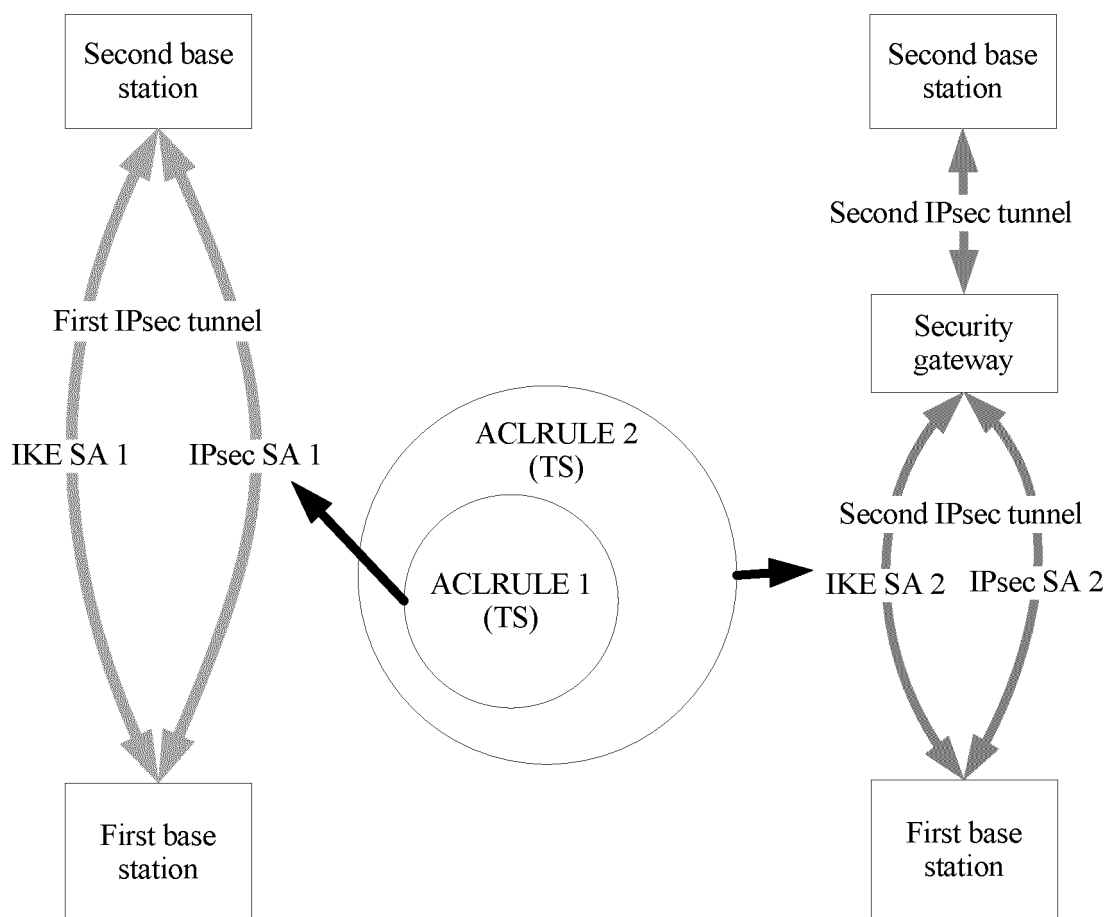 Second base
station
First IPsec tunnel
IKE SA 1
IPsec SA 1
First base
station
ACLRULE 2
(TS)
ACLRULE 1
(TS)
Second base
station
Second IPsec tunnel
Security
gateway
Second IPsec tunnel
IKE SA 2
IPsec SA 2
First base
station